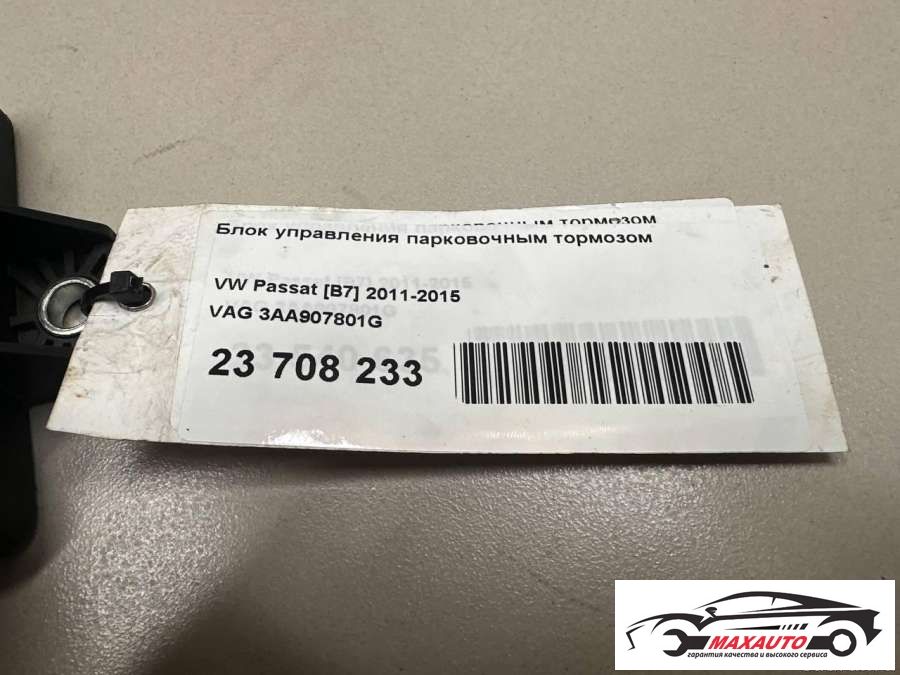 тормозом
Блок управления парковочным тормозом
VW Passat [B7] 2011-2015
VAG 3AA907801G
23 708 233
MAXAUTO
гарантия качества и высокого сервиса